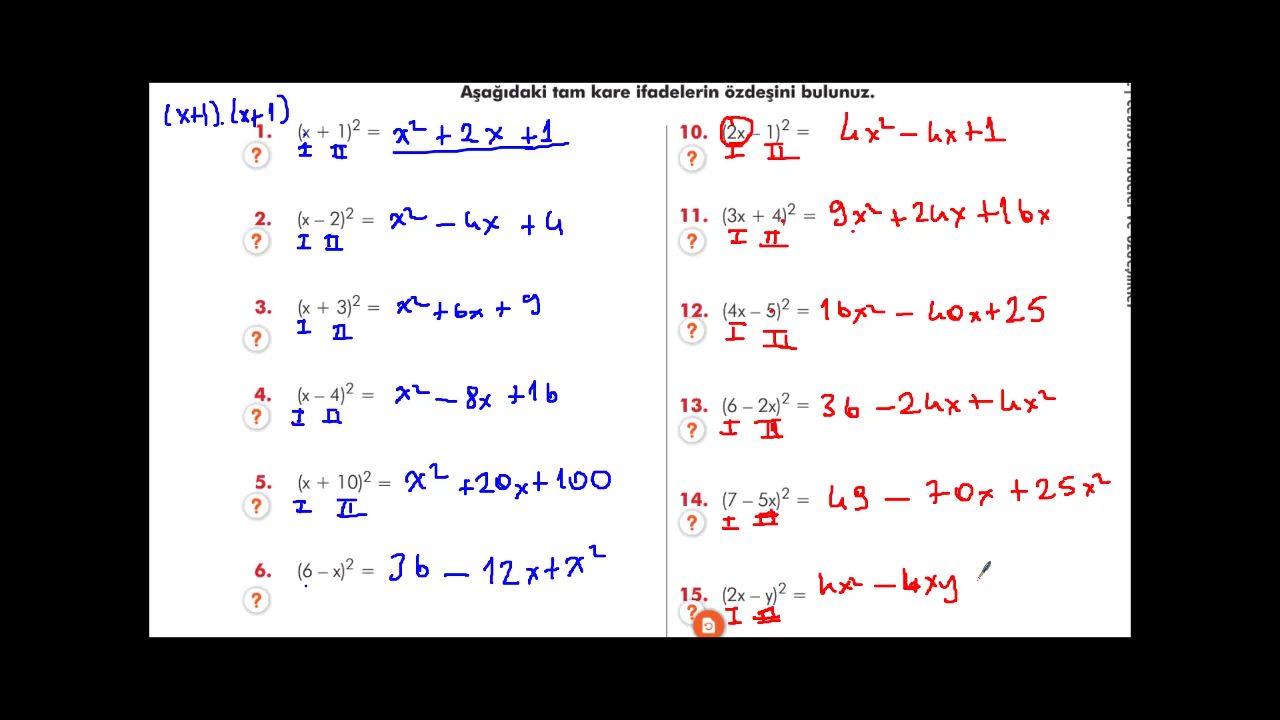 Aşağıdaki tam kare ifadelerin özdeşini bulunuz.
(x+1).(x+1)
1. (x + 1)² = x² + 2x + 1
? I II
2. (x – 2)² = x² – 4x + 4
? I II
3. (x + 3)² = x² + 6x + 9
? I II
4. (x – 4)² = x² – 8x + 16
? I II
5. (x + 10)² = x² + 20x + 100
? I II
6. (6 – x)² = 36 – 12x + x²
?
10. (2x – 1)² = 4x² – 4x + 1
? I II
11. (3x + 4)² = 9x² + 24x + 16x
? I II
12. (4x – 5)² = 16x² – 40x + 25
? I II
13. (6 – 2x)² = 36 – 24x + 4x²
? I II
14. (7 – 5x)² = 49 – 70x + 25x²
? I II
15. (2x – y)² = 4x² – 4xy
? I II